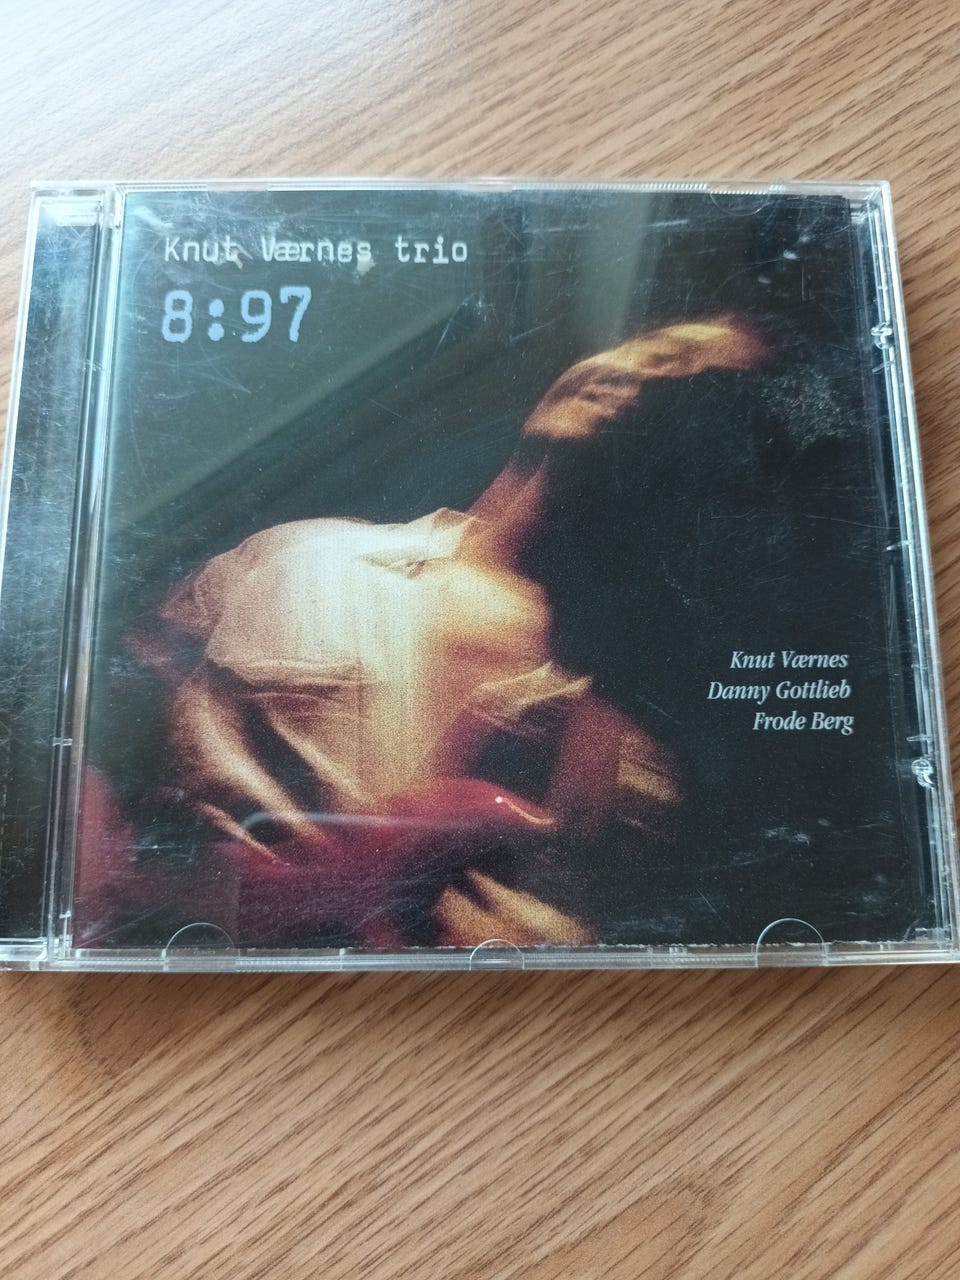 Knut Værnes trio
8:97
Knut Værnes
Danny Gottlieb
Frode Berg